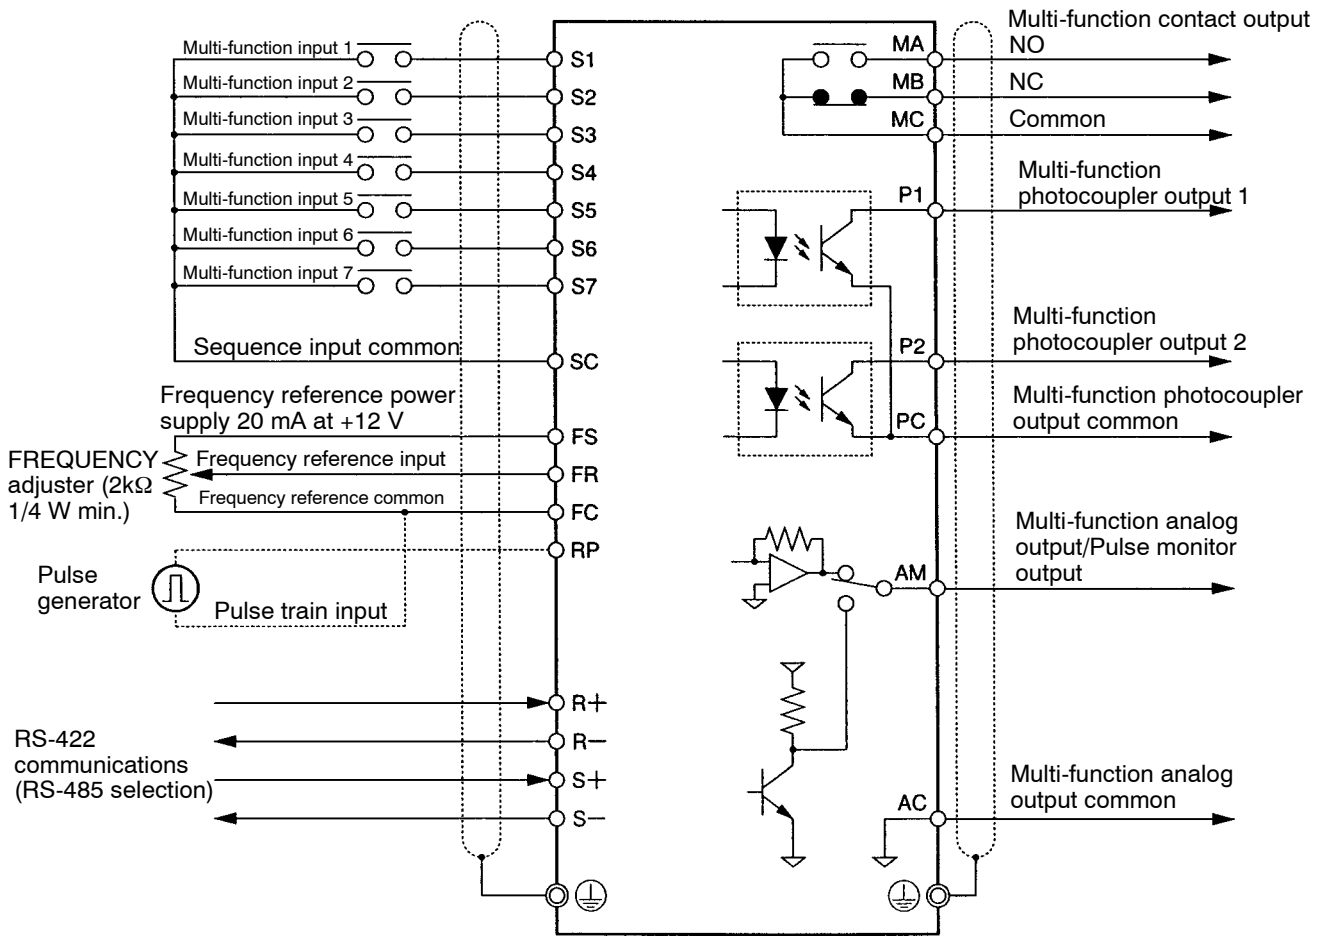 Multi-function input 1
Multi-function input 2
Multi-function input 3
Multi-function input 4
Multi-function input 5
Multi-function input 6
Multi-function input 7
Sequence input common
Frequency reference power
supply 20 mA at +12 V
FREQUENCY
adjuster (2kΩ
1/4 W min.)
Frequency reference input
Frequency reference common
Pulse
generator
Pulse train input
RS-422
communications
(RS-485 selection)
S1
S2
S3
S4
S5
S6
S7
SC
FS
FR
FC
RP
R+
R−
S+
S−
MA
MB
MC
P1
P2
PC
AM
AC
Multi-function contact output
NO
NC
Common
Multi-function
photocoupler output 1
Multi-function
photocoupler output 2
Multi-function photocoupler
output common
Multi-function analog
output/Pulse monitor
output
Multi-function analog
output common